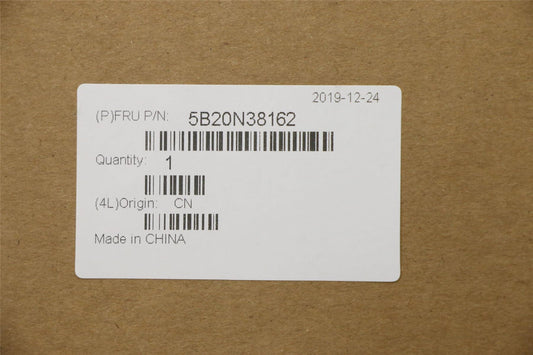 2019-12-24
(P)FRU P/N: 5B20N38162
Quantity: 1
(4L)Origin: CN
Made in CHINA